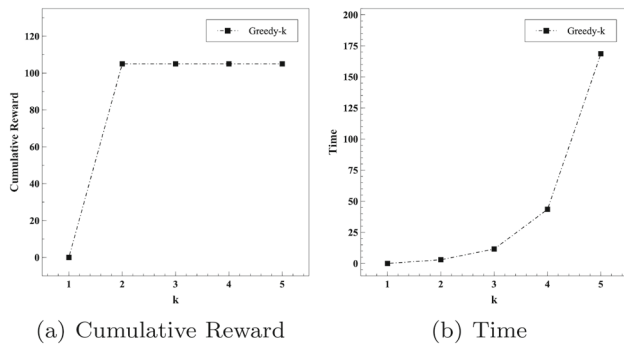 Greedy-k
120
100
80
60
40
20
0
Cumulative Reward
1 2 3 4 5
k
(a) Cumulative Reward
Greedy-k
200
175
150
125
100
75
50
25
0
Time
1 2 3 4 5
k
(b) Time